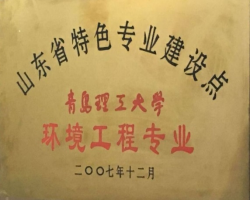 山东省特色专业建设点
青岛理工大学
环境工程专业
二〇〇七年十二月